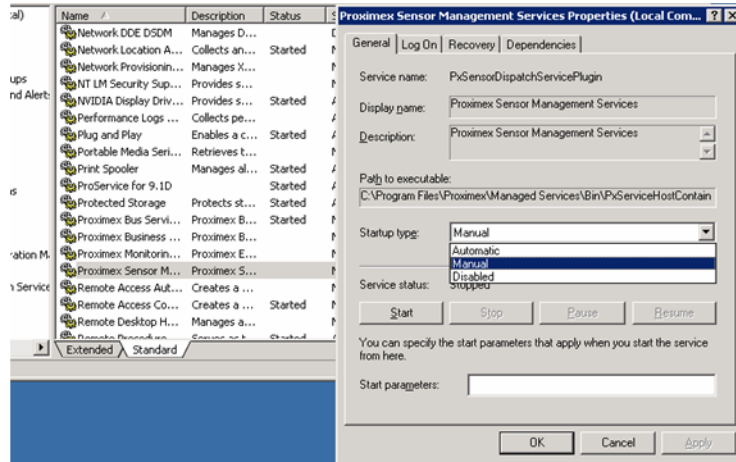 al)
Name
Description
Status
Network DDE DSDM
Manages D...
Network Location A...
Collects an...
Started
Network Provisionin...
Manages X...
ups
NT LM Security Sup...
Provides s...
nd Alert:
NVIDIA Display Driv...
Provides s...
Started
Performance Logs ...
Collects pe...
Plug and Play
Enables a c...
Started
Portable Media Seri...
Retrieves t...
Print Spooler
Manages al...
Started
is
ProService for 9.1D
Started
Protected Storage
Protects st...
Started
Proximex Bus Servi...
Proximex B...
Started
Proximex Business ...
Proximex B...
ration M.
Proximex Monitorin...
Proximex E...
Proximex Sensor M...
Proximex S...
n Service
Remote Access Aut...
Creates a ...
Remote Access Co...
Creates a ...
Started
Remote Desktop H...
Manages a...
Remote Procedure
Serves as t
Started
Extended
Standard
Proximex Sensor Management Services Properties (Local Com...
General
Log On
Recovery
Dependencies
Service name:
PxSensorDispatchServicePlugin
Display name:
Proximex Sensor Management Services
Description:
Proximex Sensor Management Services
Path to executable:
C:\Program Files\Proximex\Managed Services\Bin\PxServiceHostContain
Startup type:
Manual
Automatic
Manual
Disabled
Service status:
Stopped
Start
Stop
Pause
Resume
You can specify the start parameters that apply when you start the service
from here.
Start parameters:
OK
Cancel
Apply